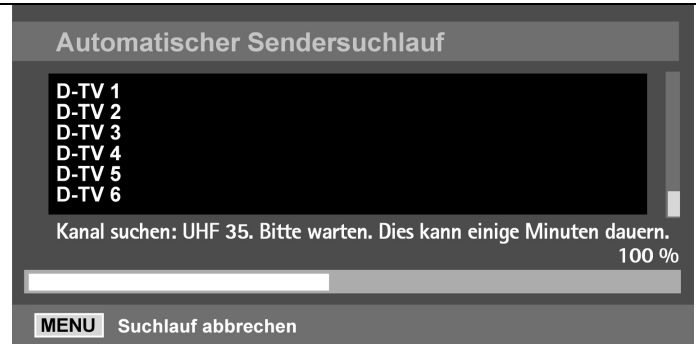 Automatischer Sendersuchlauf
D-TV 1
D-TV 2
D-TV 3
D-TV 4
D-TV 5
D-TV 6
Kanal suchen: UHF 35. Bitte warten. Dies kann einige Minuten dauern.
100 %
MENU Suchlauf abbrechen